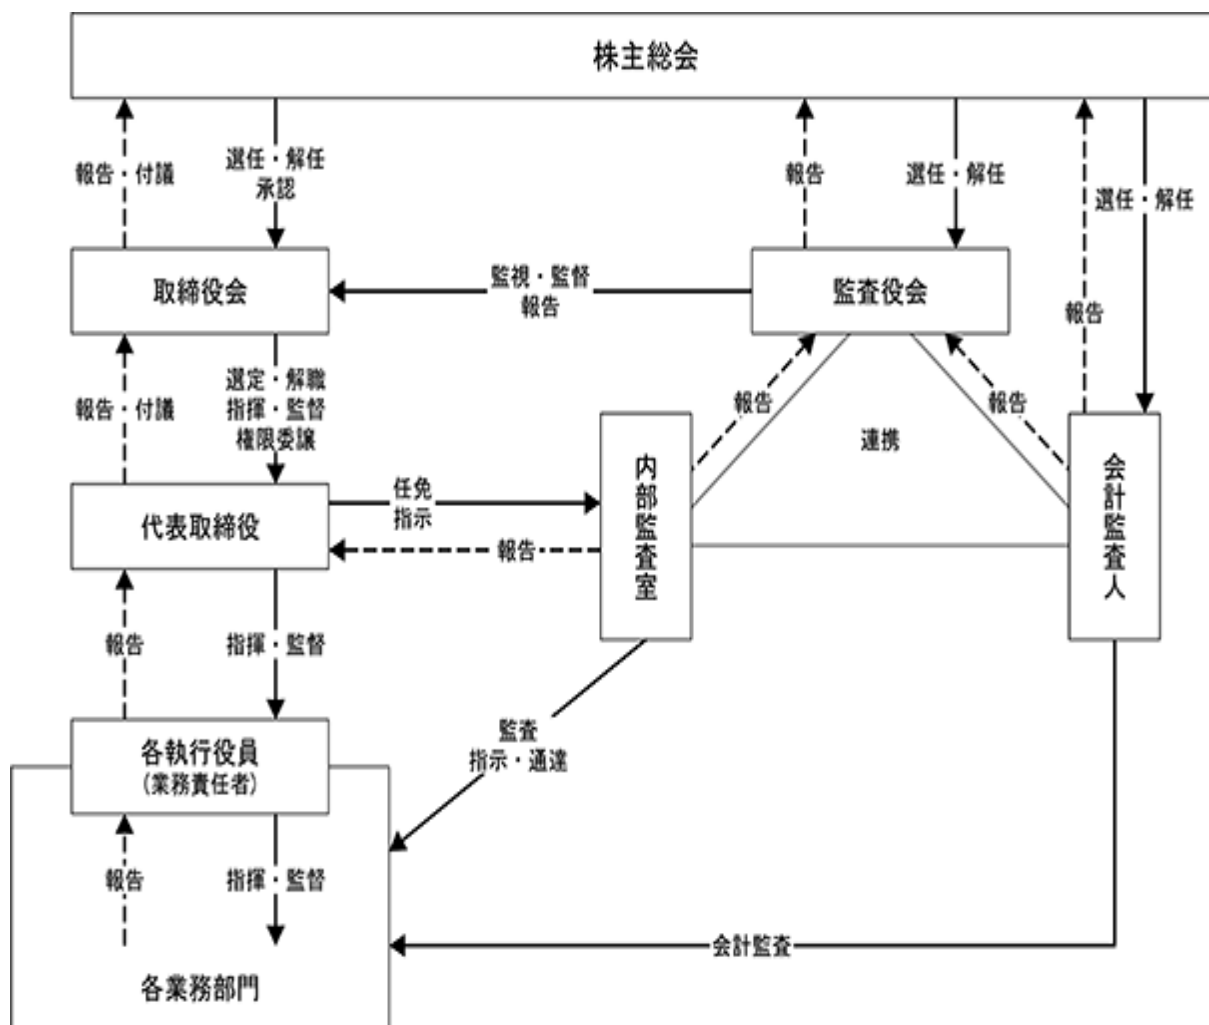 株主総会
報告・付議
選任・解任
承認
報告
選任・解任
選任・解任
取締役会
監視・監督
報告
監査役会
報告
報告・付議
選定・解職
指揮・監督
権限委譲
報告
報告
連携
代表取締役
任免
指示
報告
内部監査室
会計監査人
報告
指揮・監督
監査
指示・通達
各執行役員
(業務責任者)
報告
指揮・監督
会計監査
各業務部門